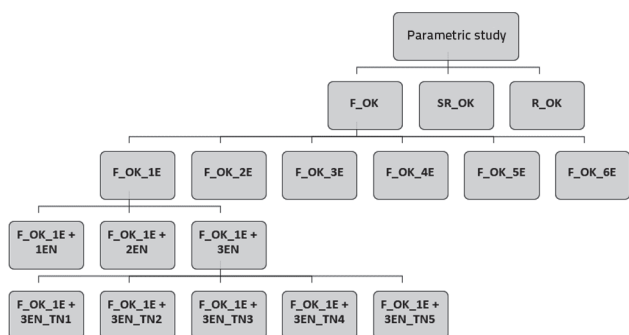 Parametric study
F_OK
SR_OK
R_OK
F_OK_1E
F_OK_2E
F_OK_3E
F_OK_4E
F_OK_5E
F_OK_6E
F_OK_1E +
1EN
F_OK_1E +
2EN
F_OK_1E +
3EN
F_OK_1E +
3EN_TN1
F_OK_1E +
3EN_TN2
F_OK_1E +
3EN_TN3
F_OK_1E +
3EN_TN4
F_OK_1E +
3EN_TN5